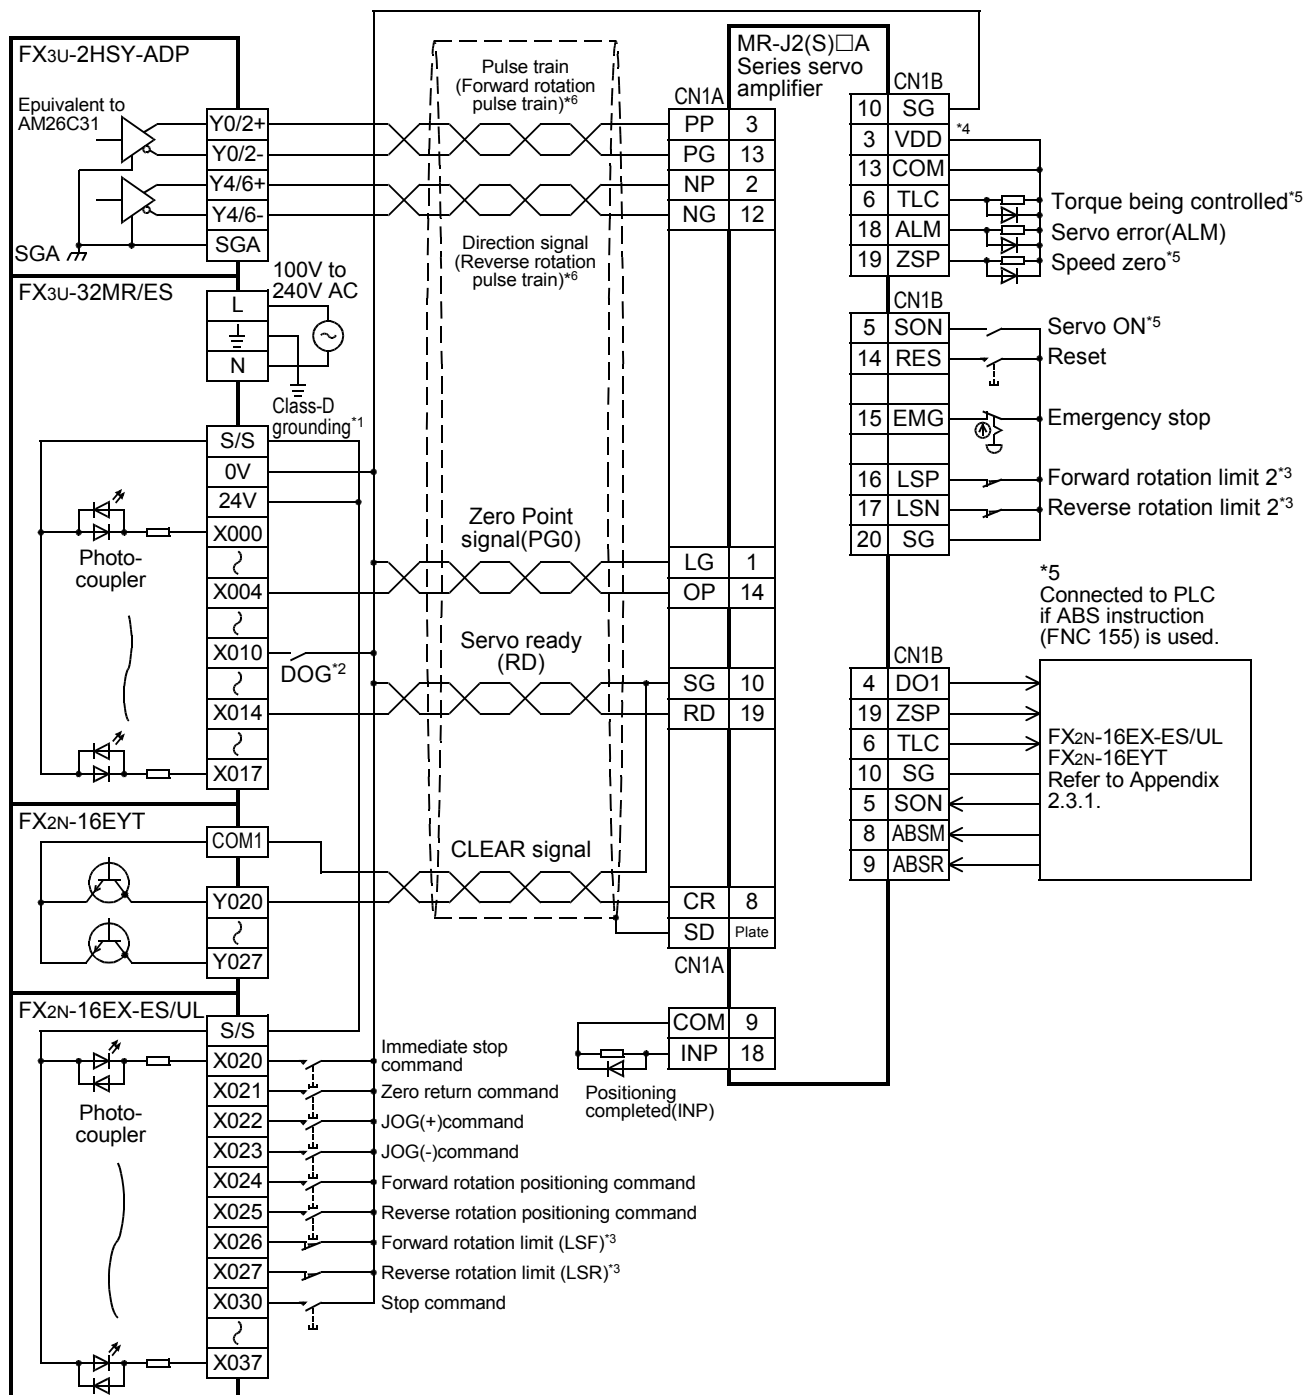 FX3U-2HSY-ADP
Epuivalent to
AM26C31
Y0/2+
Y0/2-
Y4/6+
Y4/6-
SGA
SGA
FX3U-32MR/ES
100V to
240V AC
L
N
Class-D
grounding*1
S/S
0V
24V
X000
X004
X010
X014
X017
Photo-
coupler
DOG*2
FX2N-16EYT
COM1
Y020
Y027
FX2N-16EX-ES/UL
S/S
X020
X021
X022
X023
X024
X025
X026
X027
X030
X037
Photo-
coupler
Immediate stop
command
Zero return command
JOG(+)command
JOG(-)command
Forward rotation positioning command
Reverse rotation positioning command
Forward rotation limit (LSF)*3
Reverse rotation limit (LSR)*3
Stop command
Pulse train
(Forward rotation
pulse train)*6
Direction signal
(Reverse rotation
pulse train)*6
Zero Point
signal(PG0)
Servo ready
(RD)
CLEAR signal
MR-J2(S)□A
Series servo
amplifier
CN1A
PP 3
PG 13
NP 2
NG 12
LG 1
OP 14
SG 10
RD 19
CR 8
SD Plate
CN1A
COM 9
INP 18
Positioning
completed(INP)
CN1B
10 SG
3 VDD *4
13 COM
6 TLC Torque being controlled*5
18 ALM Servo error(ALM)
19 ZSP Speed zero*5
CN1B
5 SON Servo ON*5
14 RES Reset
15 EMG Emergency stop
16 LSP Forward rotation limit 2*3
17 LSN Reverse rotation limit 2*3
20 SG
*5
Connected to PLC
if ABS instruction
(FNC 155) is used.
CN1B
4 DO1
19 ZSP
6 TLC
10 SG
5 SON
8 ABSM
9 ABSR
FX2N-16EX-ES/UL
FX2N-16EYT
Refer to Appendix
2.3.1.